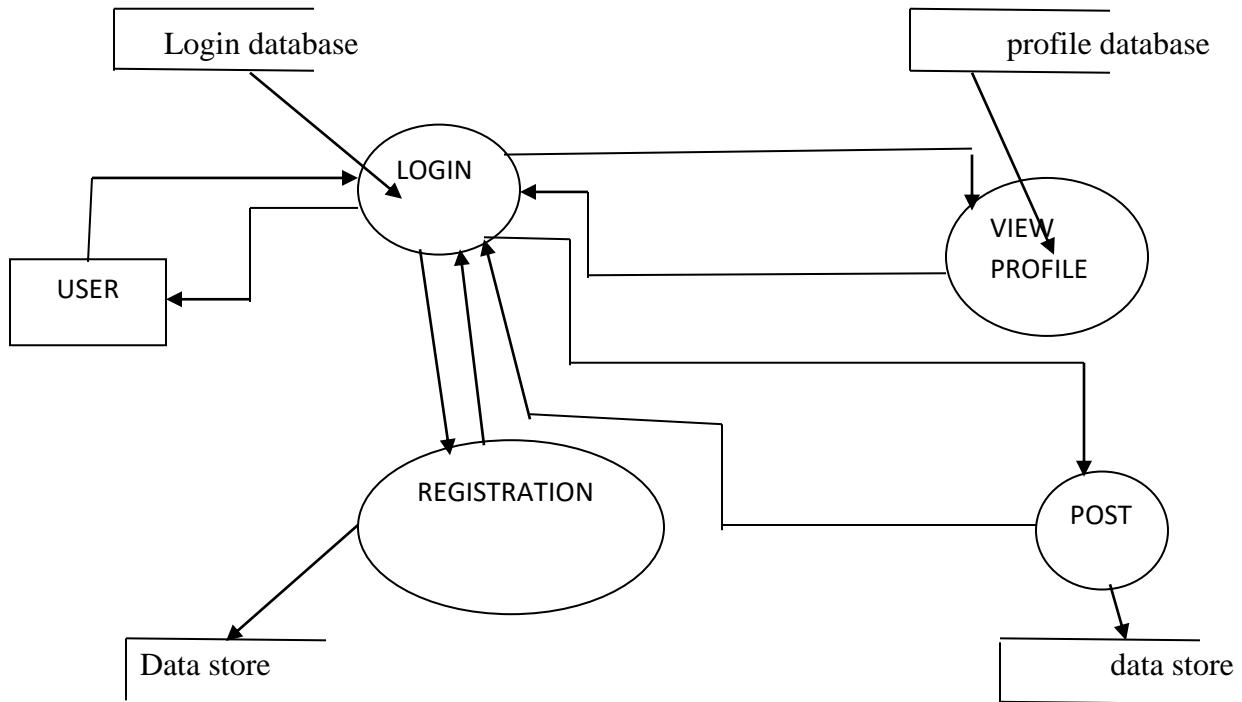 Login database
profile database
LOGIN
VIEW
PROFILE
USER
REGISTRATION
POST
Data store
data store